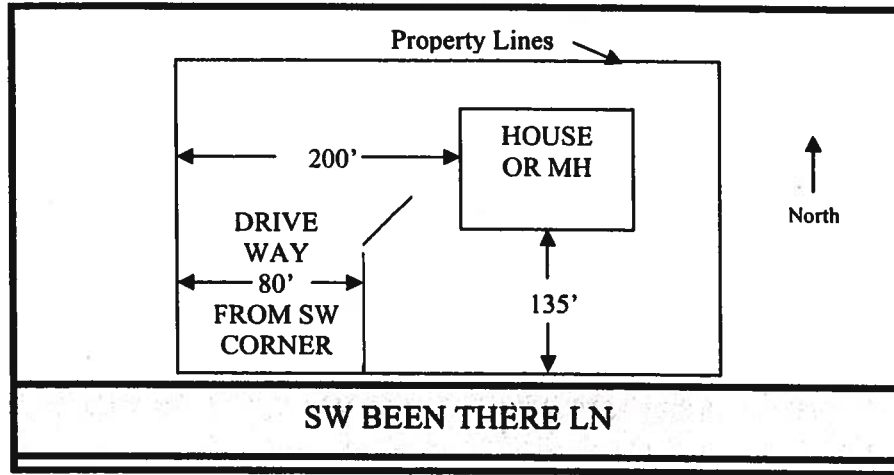 Property Lines
HOUSE
OR MH
200’
North
DRIVE
WAY
80’
FROM SW
CORNER
135’
SW BEEN THERE LN